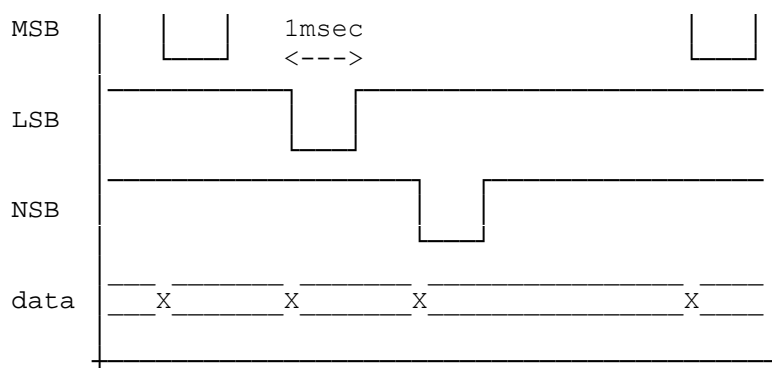 MSB 1msec
<--->
LSB
NSB
data X X X X